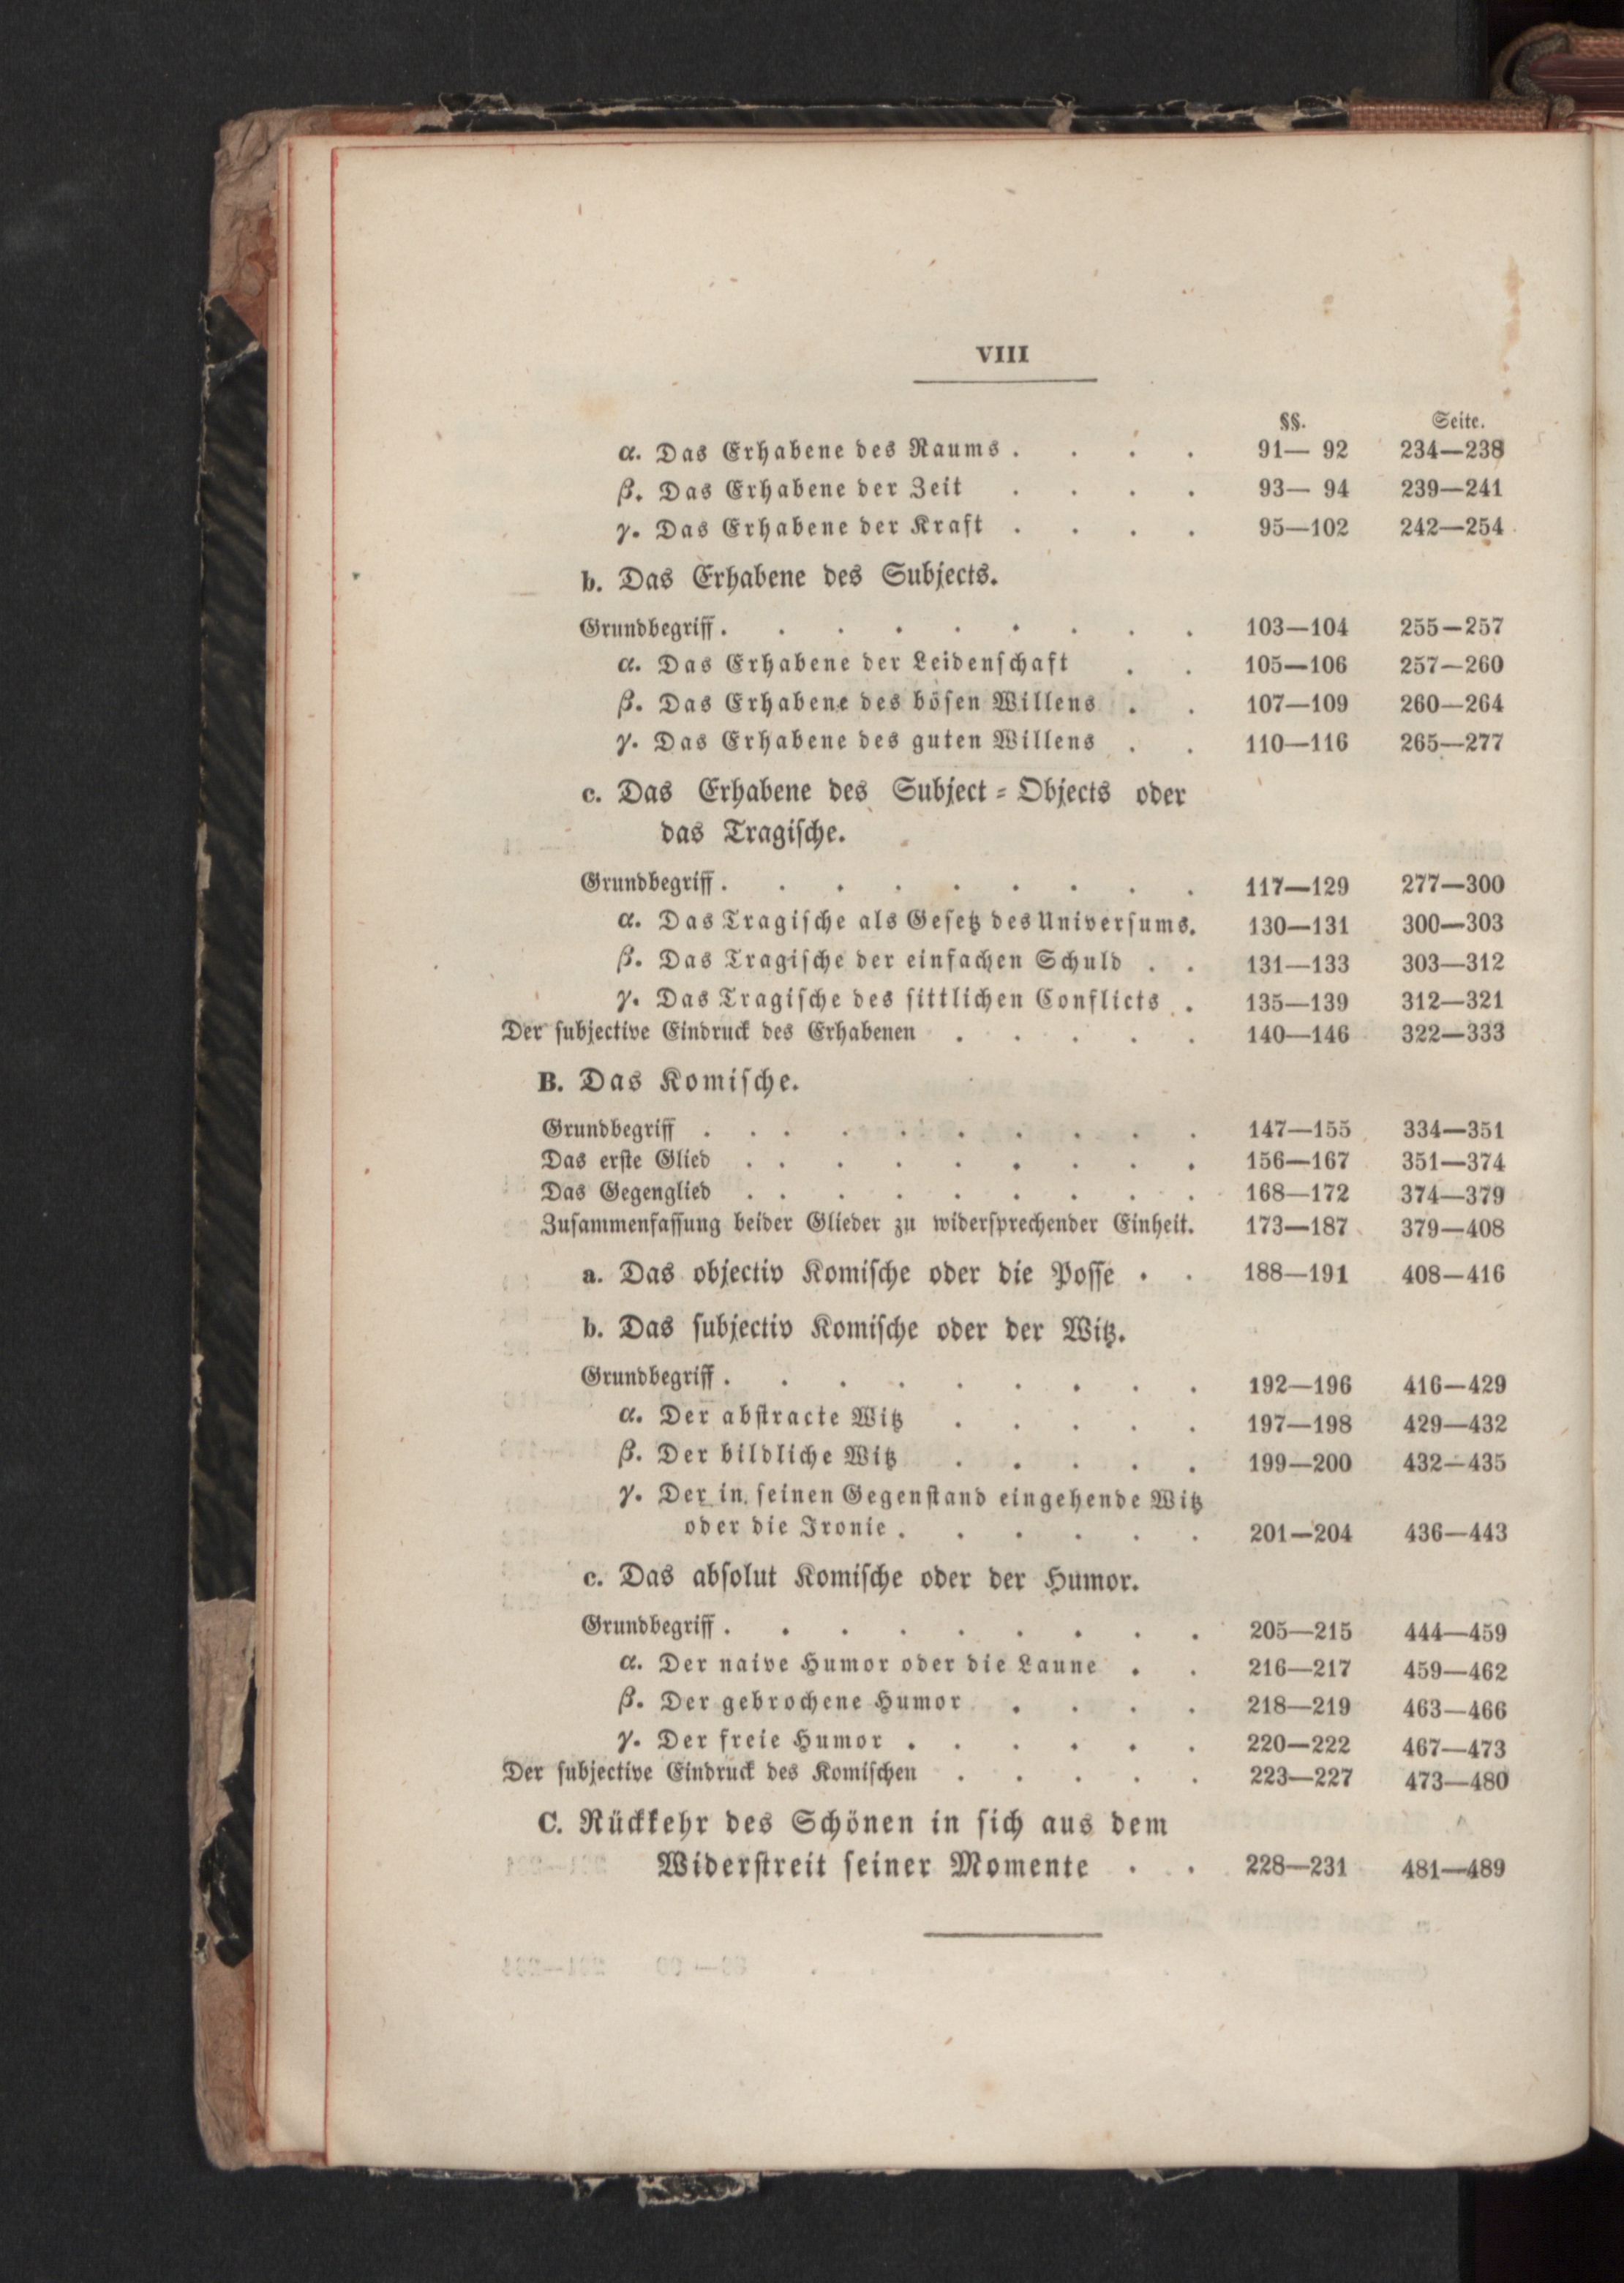 VIII
§§. Seite.
α. Das Erhabene des Raums . . . . 91— 92 234—238
β. Das Erhabene der Zeit . . . . 93— 94 239—241
γ. Das Erhabene der Kraft . . . . 95—102 242—254
b. Das Erhabene des Subjects.
Grundbegriff . . . . . . . . . 103—104 255—257
α. Das Erhabene der Leidenschaft . . 105—106 257—260
β. Das Erhabene des bösen Willens . . 107—109 260—264
γ. Das Erhabene des guten Willens . . 110—116 265—277
c. Das Erhabene des Subject-Objects oder
das Tragische.
Grundbegriff . . . . . . . . . 117—129 277—300
α. Das Tragische als Gesetz des Universums. 130—131 300—303
β. Das Tragische der einfachen Schuld . . 131—133 303—312
γ. Das Tragische des sittlichen Conflicts . 135—139 312—321
Der subjective Eindruck des Erhabenen . . . . . 140—146 322—333
B. Das Komische.
Grundbegriff . . . . . . . . . . 147—155 334—351
Das erste Glied . . . . . . . . . 156—167 351—374
Das Gegenglied . . . . . . . . . 168—172 374—379
Zusammenfassung beider Glieder zu widersprechender Einheit. 173—187 379—408
a. Das objectiv Komische oder die Posse . . 188—191 408—416
b. Das subjectiv Komische oder der Witz.
Grundbegriff . . . . . . . . . 192—196 416—429
α. Der abstracte Witz . . . . . 197—198 429—432
β. Der bildliche Witz . . . . . 199—200 432—435
γ. Der in seinen Gegenstand eingehende Witz
oder die Ironie . . . . . . 201—204 436—443
c. Das absolut Komische oder der Humor.
Grundbegriff . . . . . . . . . 205—215 444—459
α. Der naive Humor oder die Laune . . 216—217 459—462
β. Der gebrochene Humor . . . . 218—219 463—466
γ. Der freie Humor . . . . . . 220—222 467—473
Der subjective Eindruck des Komischen . . . . . 223—227 473—480
C. Rückkehr des Schönen in sich aus dem
Widerstreit seiner Momente . . 228—231 481—489